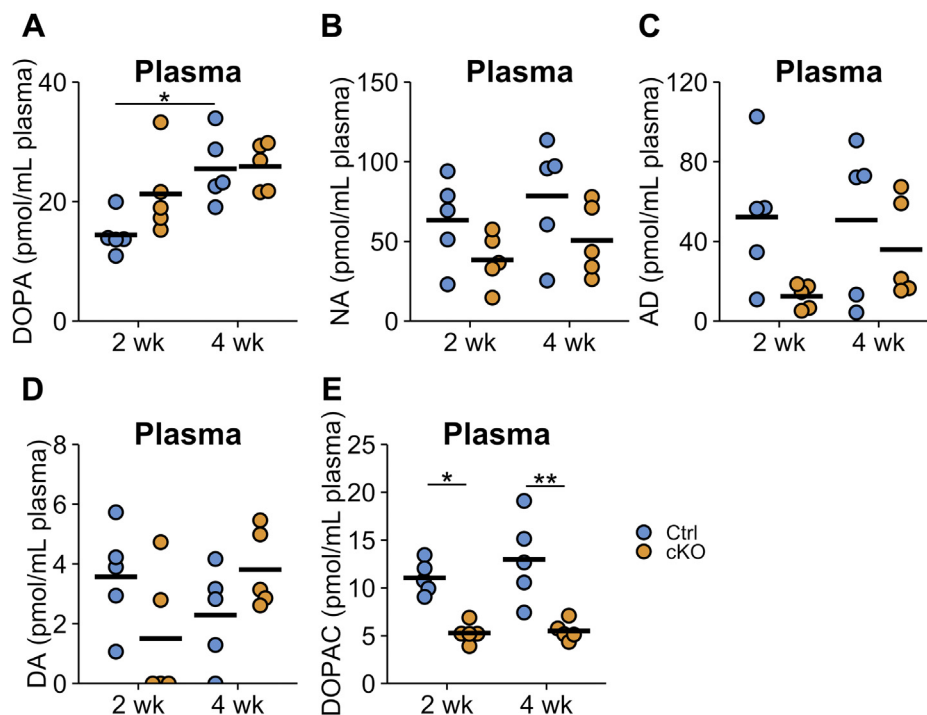 A
Plasma
DOPA (pmol/mL plasma)
40
20
0
*
2 wk
4 wk
B
Plasma
NA (pmol/mL plasma)
150
100
50
0
2 wk
4 wk
C
Plasma
AD (pmol/mL plasma)
120
80
40
0
2 wk
4 wk
D
Plasma
DA (pmol/mL plasma)
8
6
4
2
0
2 wk
4 wk
E
Plasma
DOPAC (pmol/mL plasma)
25
20
15
10
5
0
*
**
2 wk
4 wk
Ctrl
cKO